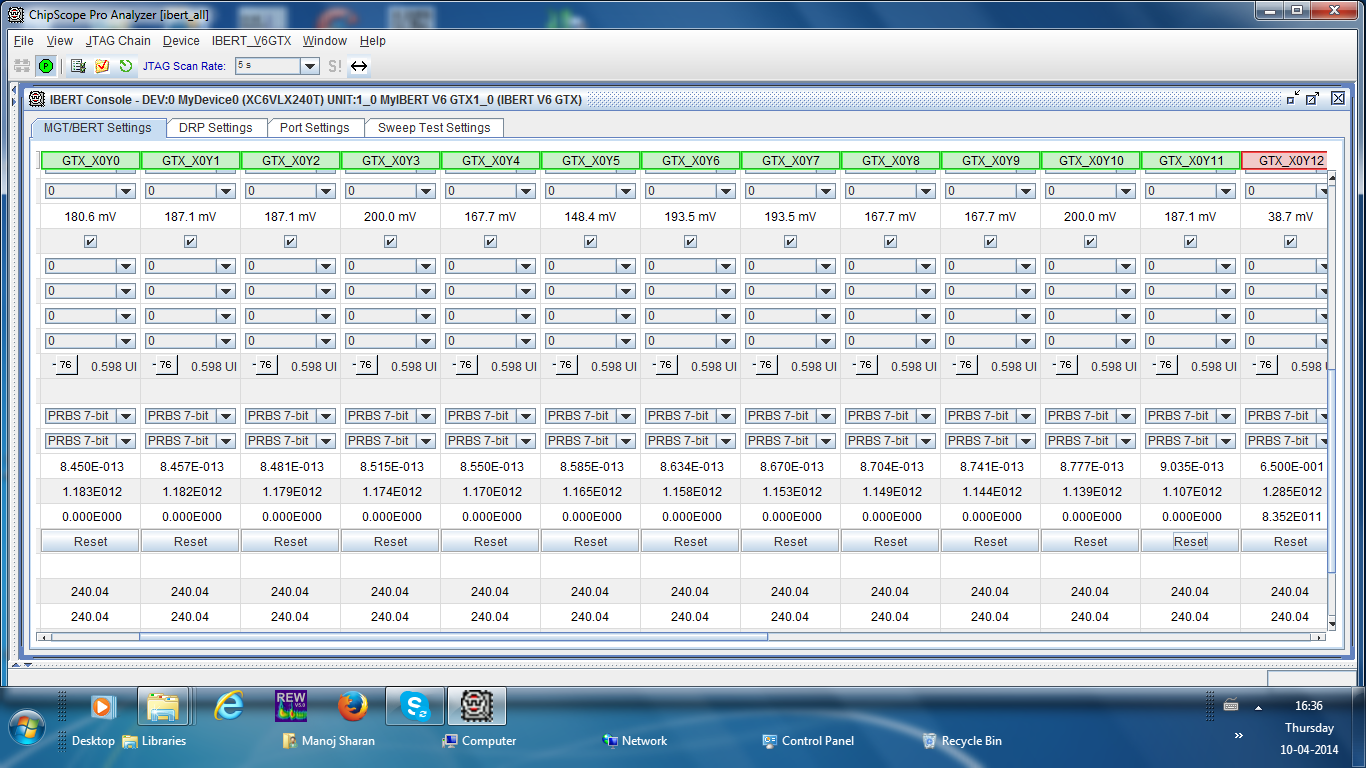 ChipScope Pro Analyzer [ibert_all]
File View JTAG Chain Device IBERT_V6GTX Window Help
P JTAG Scan Rate: 5 s S!
IBERT Console - DEV:0 MyDevice0 (XC6VLX240T) UNIT:1_0 MyIBERT V6 GTX1_0 (IBERT V6 GTX)
MGT/BERT Settings DRP Settings Port Settings Sweep Test Settings
GTX_X0Y0 GTX_X0Y1 GTX_X0Y2 GTX_X0Y3 GTX_X0Y4 GTX_X0Y5 GTX_X0Y6 GTX_X0Y7 GTX_X0Y8 GTX_X0Y9 GTX_X0Y10 GTX_X0Y11 GTX_X0Y12
0 0 0 0 0 0 0 0 0 0 0 0 0
180.6 mV 187.1 mV 187.1 mV 200.0 mV 167.7 mV 148.4 mV 193.5 mV 193.5 mV 167.7 mV 167.7 mV 200.0 mV 187.1 mV 38.7 mV
0 0 0 0 0 0 0 0 0 0 0 0 0
0 0 0 0 0 0 0 0 0 0 0 0 0
0 0 0 0 0 0 0 0 0 0 0 0 0
0 0 0 0 0 0 0 0 0 0 0 0 0
- 76 0.598 UI - 76 0.598 UI - 76 0.598 UI - 76 0.598 UI - 76 0.598 UI - 76 0.598 UI - 76 0.598 UI - 76 0.598 UI - 76 0.598 UI - 76 0.598 UI - 76 0.598 UI - 76 0.598 UI - 76 0.598
PRBS 7-bit PRBS 7-bit PRBS 7-bit PRBS 7-bit PRBS 7-bit PRBS 7-bit PRBS 7-bit PRBS 7-bit PRBS 7-bit PRBS 7-bit PRBS 7-bit PRBS 7-bit PRBS 7-bit
PRBS 7-bit PRBS 7-bit PRBS 7-bit PRBS 7-bit PRBS 7-bit PRBS 7-bit PRBS 7-bit PRBS 7-bit PRBS 7-bit PRBS 7-bit PRBS 7-bit PRBS 7-bit PRBS 7-bit
8.450E-013 8.457E-013 8.481E-013 8.515E-013 8.550E-013 8.585E-013 8.634E-013 8.670E-013 8.704E-013 8.741E-013 8.777E-013 9.035E-013 6.500E-001
1.183E012 1.182E012 1.179E012 1.174E012 1.170E012 1.165E012 1.158E012 1.153E012 1.149E012 1.144E012 1.139E012 1.107E012 1.285E012
0.000E000 0.000E000 0.000E000 0.000E000 0.000E000 0.000E000 0.000E000 0.000E000 0.000E000 0.000E000 0.000E000 0.000E000 8.352E011
Reset Reset Reset Reset Reset Reset Reset Reset Reset Reset Reset Reset Reset
240.04 240.04 240.04 240.04 240.04 240.04 240.04 240.04 240.04 240.04 240.04 240.04 240.04
240.04 240.04 240.04 240.04 240.04 240.04 240.04 240.04 240.04 240.04 240.04 240.04 240.04
REW V5.0
16:36
Thursday
10-04-2014
Desktop Libraries Manoj Sharan Computer Network Control Panel Recycle Bin